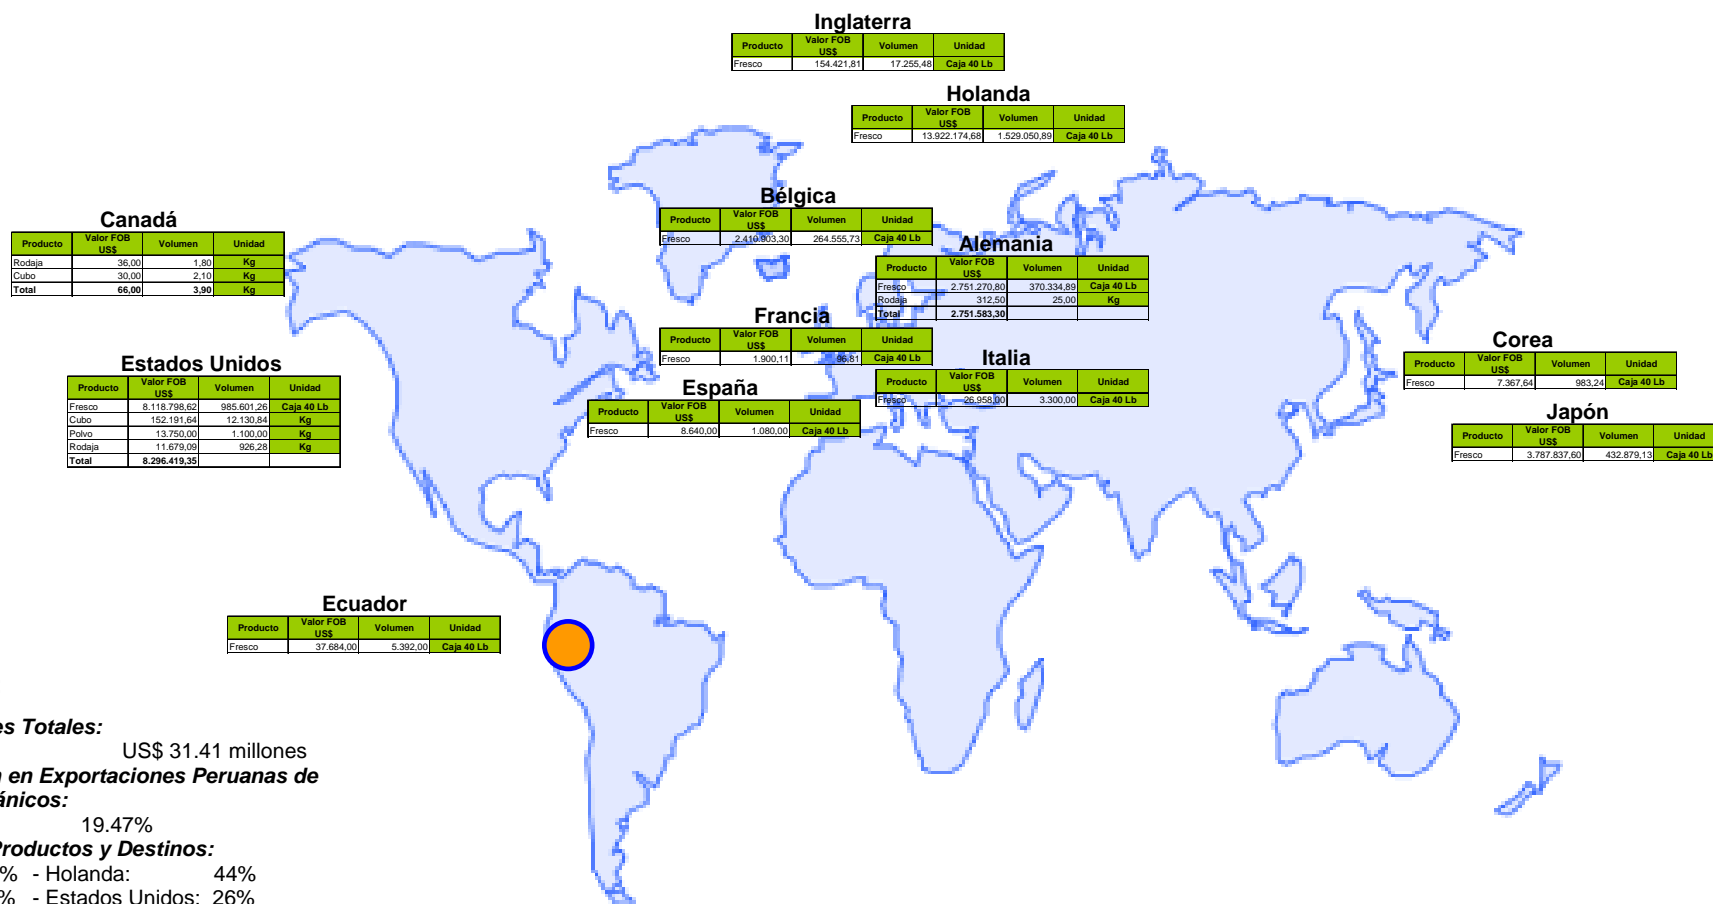 Inglaterra
Producto Valor FOB US$ Volumen Unidad
Fresco 154.421,81 17.255,48 Caja 40 Lb
Holanda
Producto Valor FOB US$ Volumen Unidad
Fresco 13.922.174,68 1.529.050,89 Caja 40 Lb
Bélgica
Producto Valor FOB US$ Volumen Unidad
Fresco 2.410.903,30 264.555,73 Caja 40 Lb
Canadá
Producto Valor FOB US$ Volumen Unidad
Rodaja 36,00 1,80 Kg
Cubo 30,00 2,10 Kg
Total 66,00 3,90 Kg
Alemania
Producto Valor FOB US$ Volumen Unidad
Fresco 2.751.270,80 370.334,89 Caja 40 Lb
Rodaja 312,50 25,00 Kg
Total 2.751.583,30
Francia
Producto Valor FOB US$ Volumen Unidad
Fresco 1.900,11 96,81 Caja 40 Lb
Corea
Producto Valor FOB US$ Volumen Unidad
Fresco 7.367,64 983,24 Caja 40 Lb
Estados Unidos
Producto Valor FOB US$ Volumen Unidad
Fresco 8.118.798,62 985.601,26 Caja 40 Lb
Cubo 152.191,64 12.130,84 Kg
Polvo 13.750,00 1.100,00 Kg
Rodaja 11.679,09 926,28 Kg
Total 8.296.419,35
Italia
Producto Valor FOB US$ Volumen Unidad
Fresco 26.958,00 3.300,00 Caja 40 Lb
España
Producto Valor FOB US$ Volumen Unidad
Fresco 8.640,00 1.080,00 Caja 40 Lb
Japón
Producto Valor FOB US$ Volumen Unidad
Fresco 3.787.837,60 432.879,13 Caja 40 Lb
Ecuador
Producto Valor FOB US$ Volumen Unidad
Fresco 37.684,00 5.392,00 Caja 40 Lb
es Totales:
US$ 31.41 millones
en Exportaciones Peruanas de
ánicos:
19.47%
Productos y Destinos:
% - Holanda: 44%
% - Estados Unidos: 26%